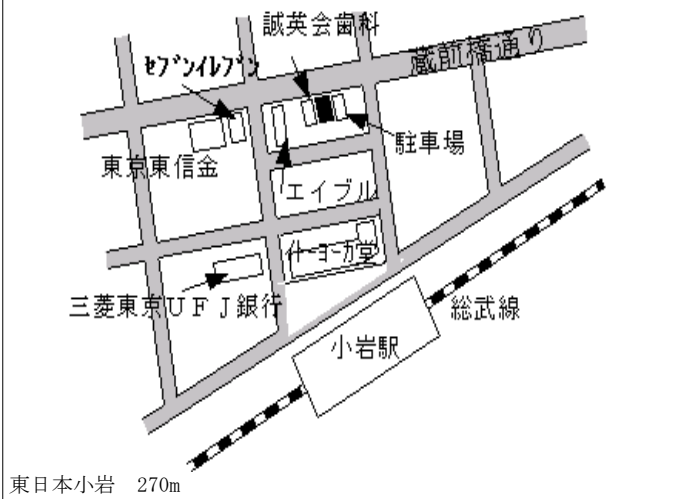 誠英会歯科
ｾﾌﾞﾝｲﾚﾌﾞﾝ
蔵前橋通り
駐車場
東京東信金
エイブル
ｲﾄｰﾖｰｶ堂
三菱東京ＵＦＪ銀行
総武線
小岩駅
東日本小岩　270m